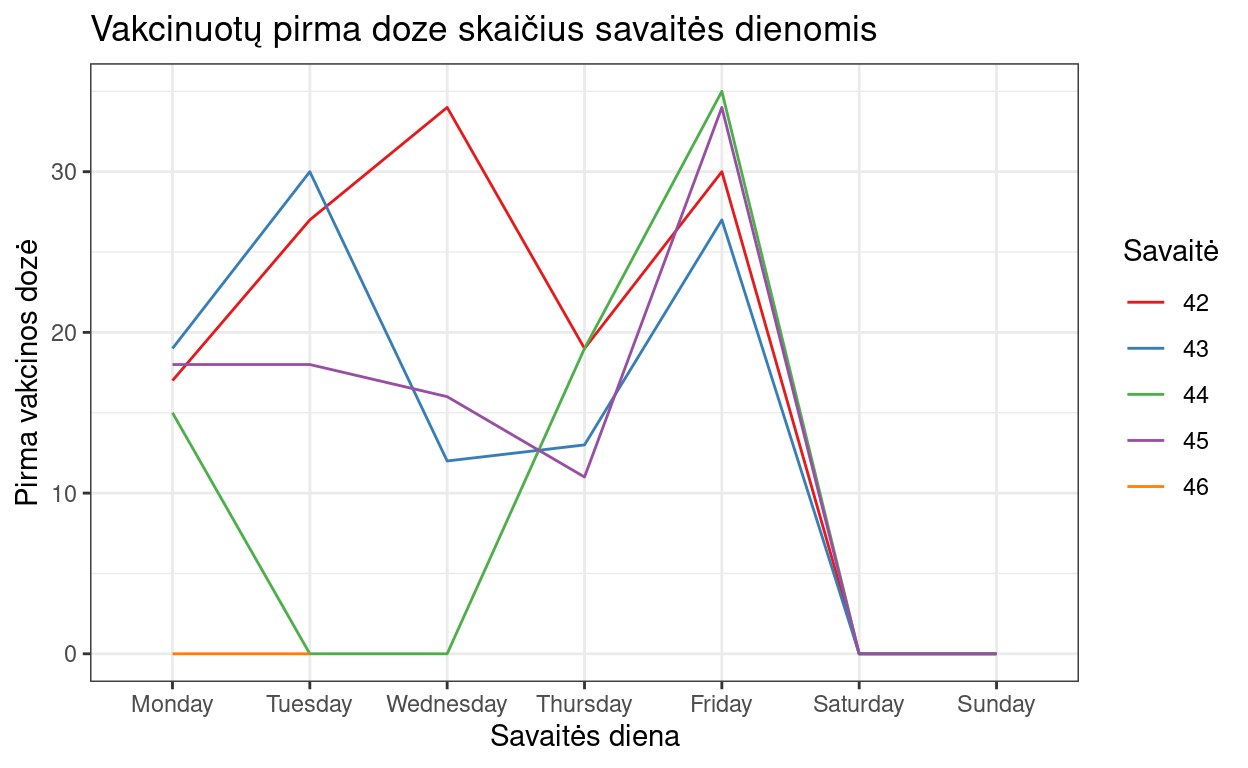 Vakcinuotų pirma doze skaičius savaitės dienomis
Pirma vakcinos dozė
30
20
10
0
Monday Tuesday Wednesday Thursday Friday Saturday Sunday
Savaitės diena
Savaitė
42
43
44
45
46